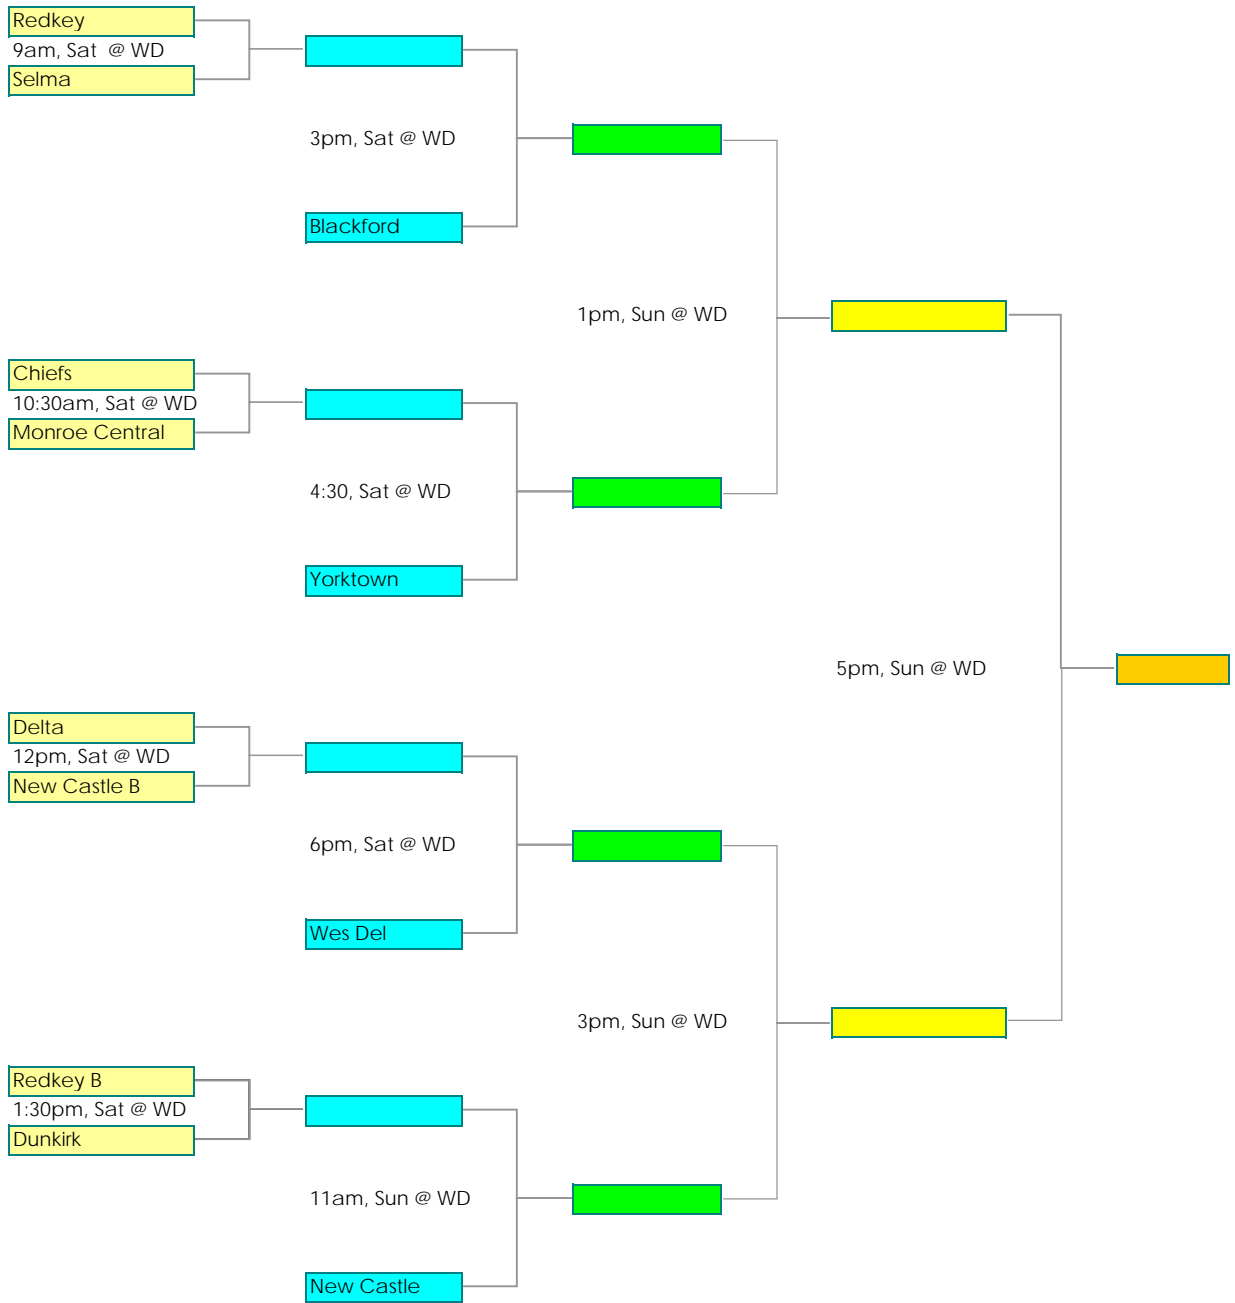 Redkey
9am, Sat @ WD
Selma
3pm, Sat @ WD
Blackford
1pm, Sun @ WD
Chiefs
10:30am, Sat @ WD
Monroe Central
4:30, Sat @ WD
Yorktown
5pm, Sun @ WD
Delta
12pm, Sat @ WD
New Castle B
6pm, Sat @ WD
Wes Del
3pm, Sun @ WD
Redkey B
1:30pm, Sat @ WD
Dunkirk
11am, Sun @ WD
New Castle